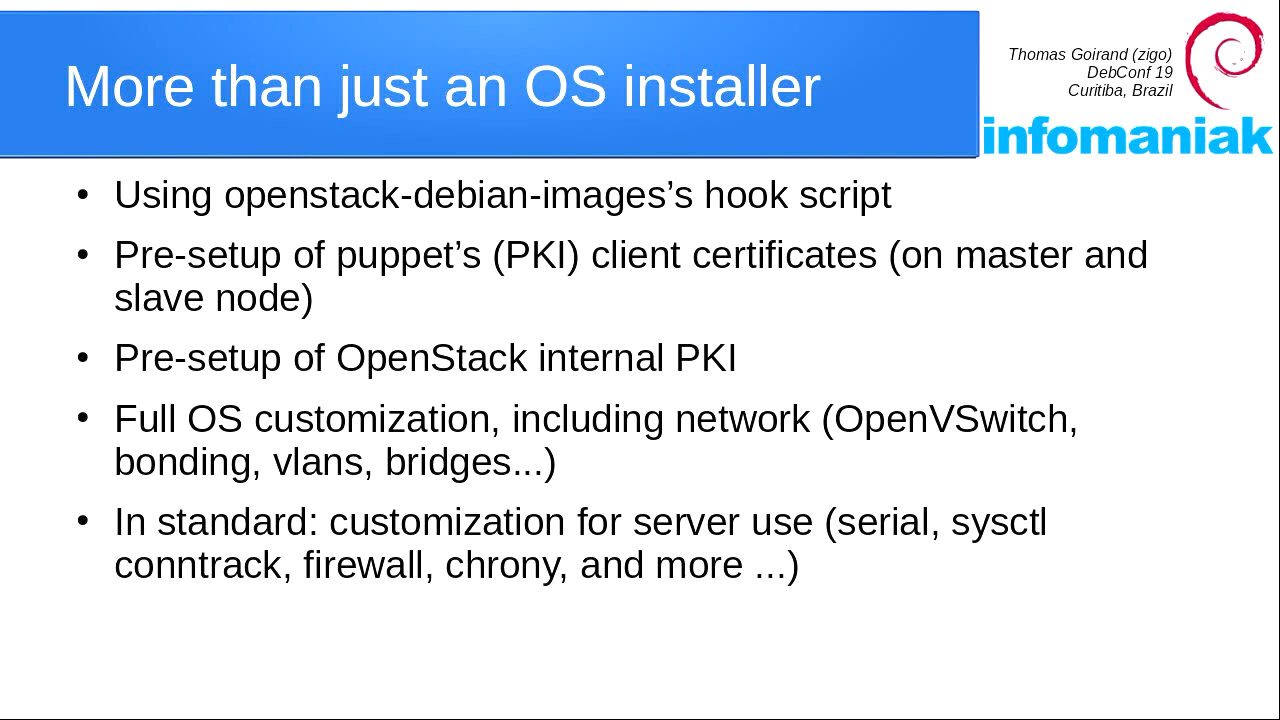 More than just an OS installer
Thomas Goirand (zigo)
DebConf 19
Curitiba, Brazil
infomaniak
• Using openstack-debian-images’s hook script
• Pre-setup of puppet’s (PKI) client certificates (on master and
slave node)
• Pre-setup of OpenStack internal PKI
• Full OS customization, including network (OpenVSwitch,
bonding, vlans, bridges...)
• In standard: customization for server use (serial, sysctl
conntrack, firewall, chrony, and more ...)